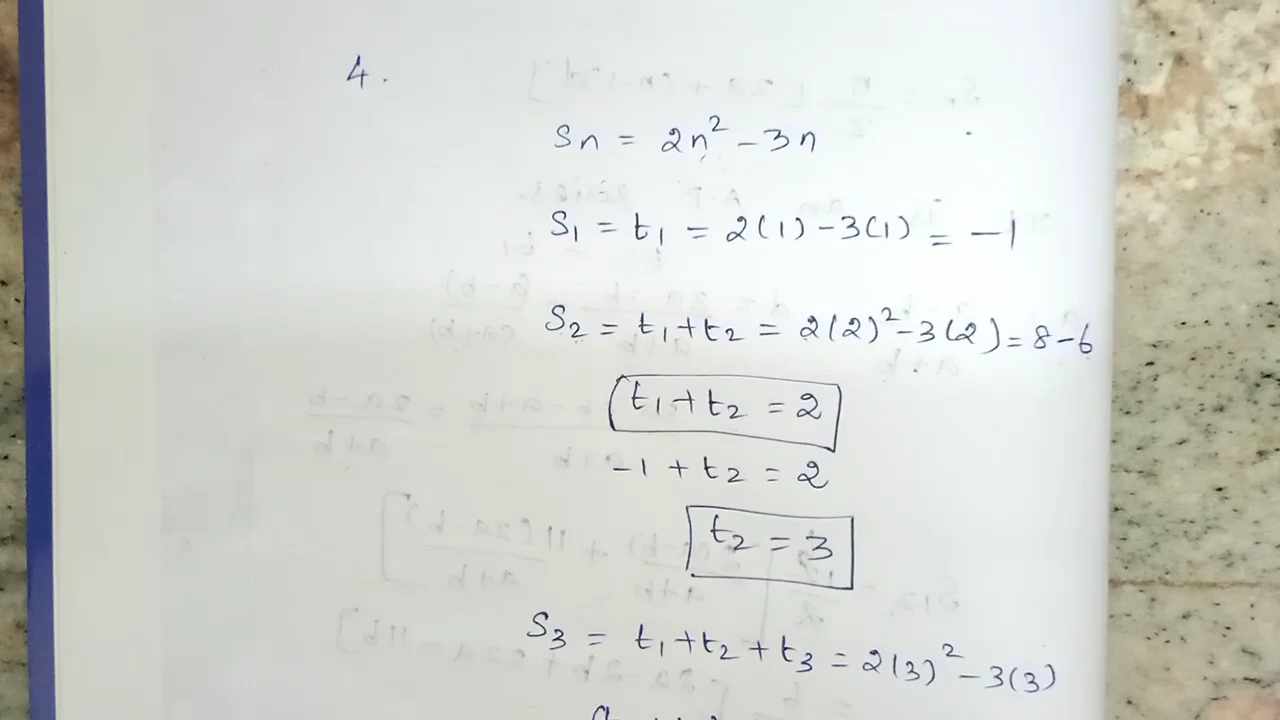 4.
Sn = 2n² - 3n
S₁ = t₁ = 2(1) - 3(1) = -1
S₂ = t₁ + t₂ = 2(2)² - 3(2) = 8 - 6
t₁ + t₂ = 2
-1 + t₂ = 2
t₂ = 3
S₃ = t₁ + t₂ + t₃ = 2(3)² - 3(3)